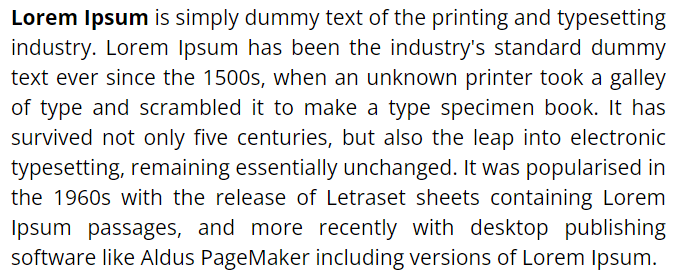 Lorem Ipsum is simply dummy text of the printing and typesetting
industry. Lorem Ipsum has been the industry's standard dummy
text ever since the 1500s, when an unknown printer took a galley
of type and scrambled it to make a type specimen book. It has
survived not only five centuries, but also the leap into electronic
typesetting, remaining essentially unchanged. It was popularised in
the 1960s with the release of Letraset sheets containing Lorem
Ipsum passages, and more recently with desktop publishing
software like Aldus PageMaker including versions of Lorem Ipsum.